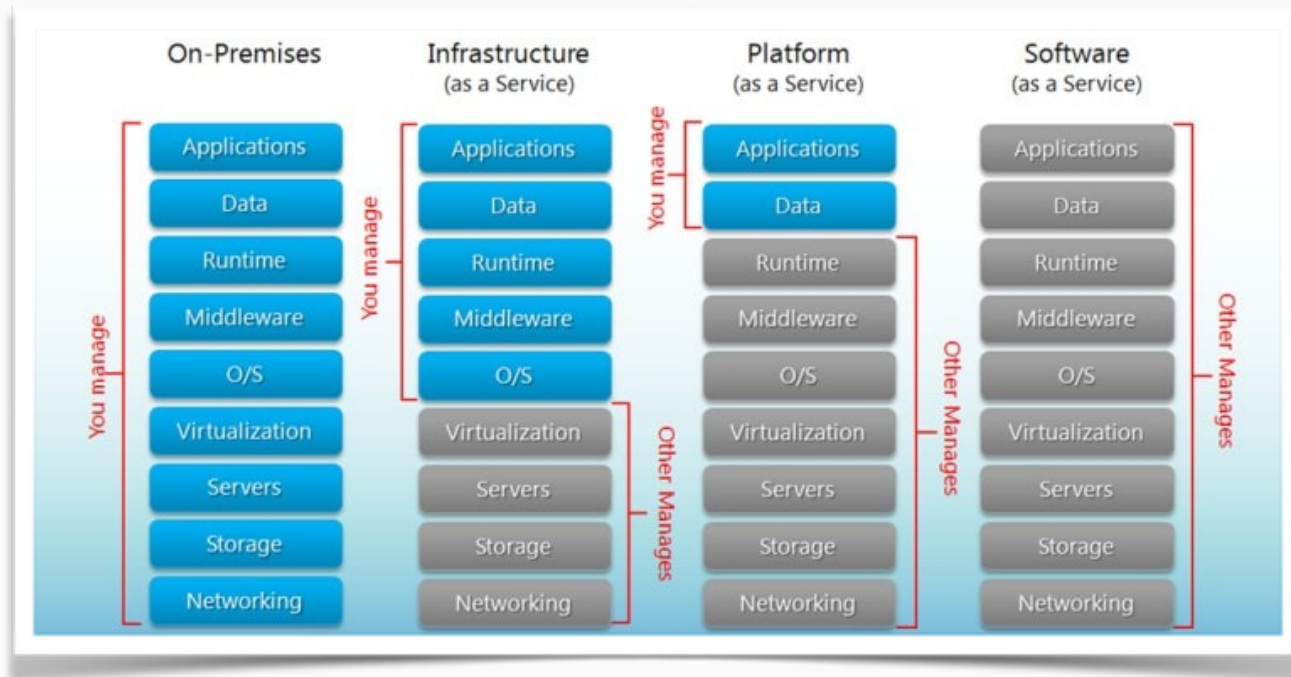 On-Premises
You manage
Applications
Data
Runtime
Middleware
O/S
Virtualization
Servers
Storage
Networking
Infrastructure
(as a Service)
You manage
Applications
Data
Runtime
Middleware
O/S
Virtualization
Servers
Storage
Networking
Other Manages
Platform
(as a Service)
You manage
Applications
Data
Runtime
Middleware
O/S
Virtualization
Servers
Storage
Networking
Other Manages
Software
(as a Service)
Applications
Data
Runtime
Middleware
O/S
Virtualization
Servers
Storage
Networking
Other Manages